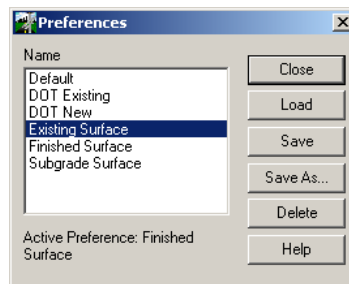 Preferences
Name
Default
DOT Existing
DOT New
Existing Surface
Finished Surface
Subgrade Surface
Active Preference: Finished
Surface
Close
Load
Save
Save As...
Delete
Help